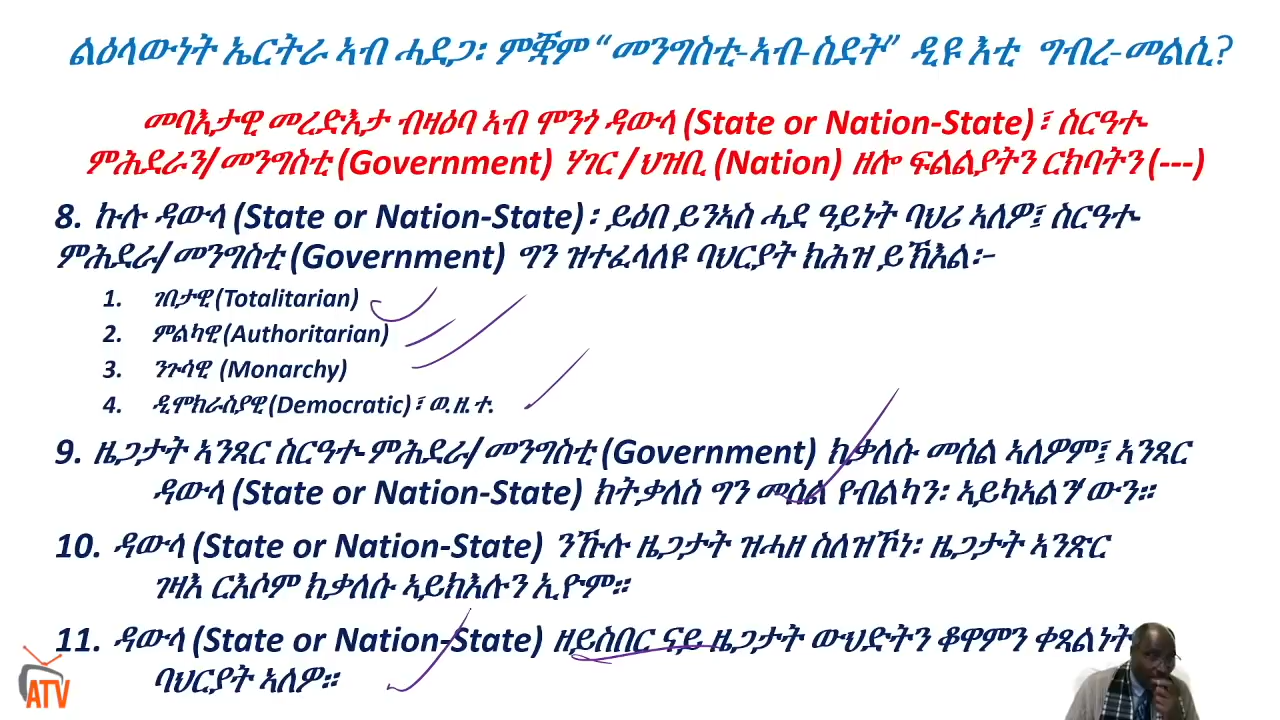 ልዕላውነት ኤርትራ ኣብ ሓደጋ፡ ምቛም “መንግስቲ-ኣብ-ስደት” ዲዩ እቲ ግብረ-መልሲ?
መባእታዊ መረድእታ ብዛዕባ ኣብ ሞንጎ ዳውላ (State or Nation-State)፣ ስርዓተ-
ምሕደራን/መንግስቲ (Government) ሃገር/ህዝቢ (Nation) ዘሎ ፍልልያትን ርክባትን (---)
8. ኩሉ ዳውላ (State or Nation-State)፡ ይዕበ ይንኣስ ሓደ ዓይነት ባህሪ ኣለዎ፤ ስርዓተ-
ምሕደራ/መንግስቲ (Government) ግን ዝተፈላለዩ ባህርያት ክሕዝ ይኽእል፦
1. ገበታዊ (Totalitarian)
2. ምልካዊ (Authoritarian)
3. ንጉሳዊ (Monarchy)
4. ዲሞክራስያዊ (Democratic)፣ ወ.ዘ.ተ.
9. ዜጋታት ኣንጻር ስርዓተ-ምሕደራ/መንግስቲ (Government) ክቃለሱ መሰል ኣለዎም፤ ኣንጻር
ዳውላ (State or Nation-State) ክትቃለስ ግን መሰል የብልካን፡ ኣይካኣልን'ውን።
10. ዳውላ (State or Nation-State) ንኹሉ ዜጋታት ዝሓዘ ስለዝኾነ፡ ዜጋታት ኣንጽር
ገዛእ ርእሶም ክቃለሱ ኣይክእሉን ኢዮም።
11. ዳውላ (State or Nation-State) ዘይስበር ናይ ዜጋታት ውህድትን ቆዋምን ቀጻልነት
ባህርያት ኣለዎ።
ATV